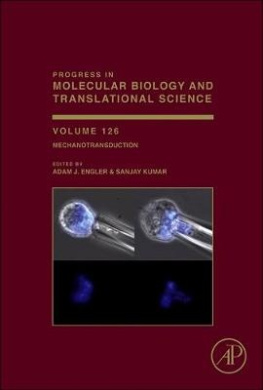 PROGRESS IN
MOLECULAR BIOLOGY AND
TRANSLATIONAL SCIENCE
VOLUME 126
MECHANOTRANSDUCTION
EDITED BY
ADAM J. ENGLER & SANJAY KUMAR
AP